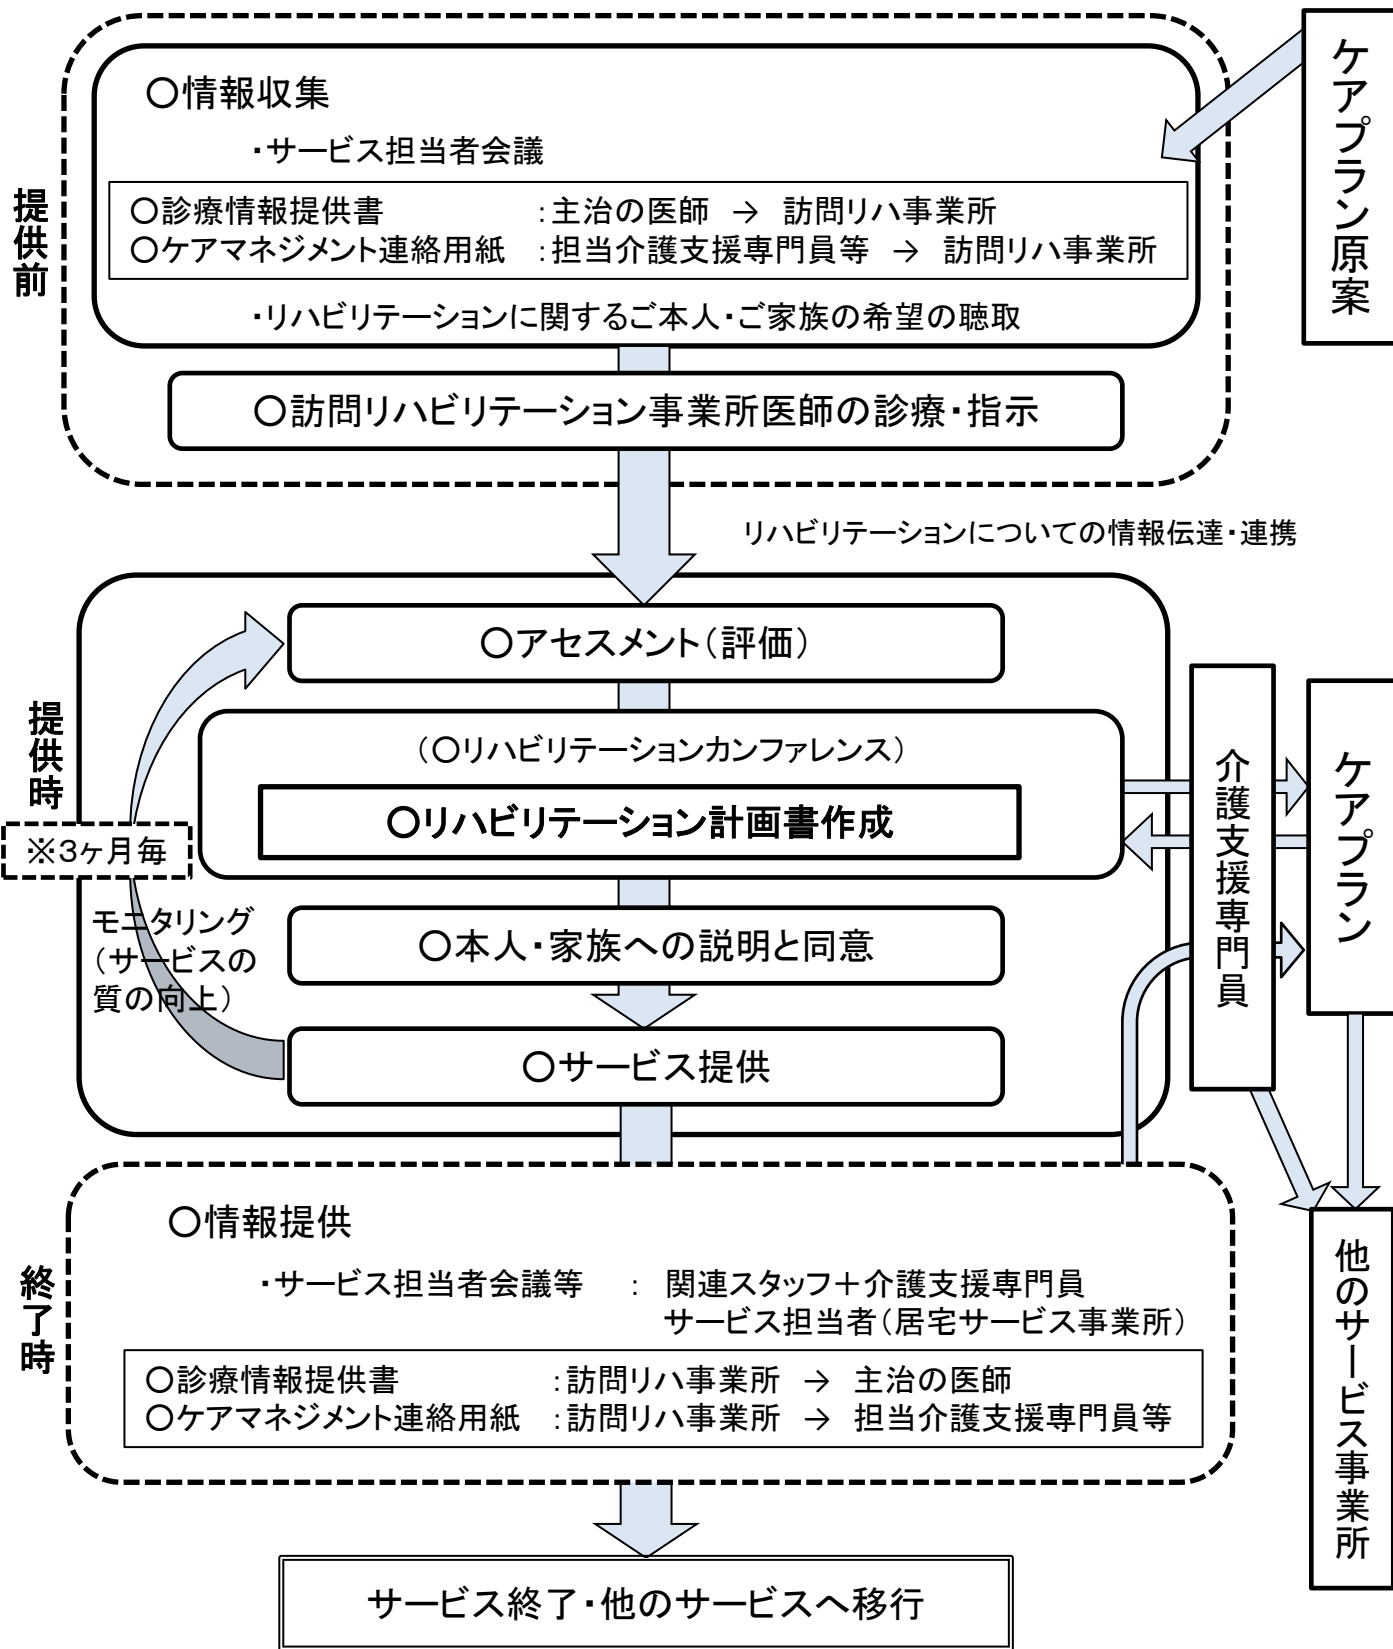 ケアプラン原案
提供前
○情報収集
・サービス担当者会議
○診療情報提供書 :主治の医師 → 訪問リハ事業所
○ケアマネジメント連絡用紙 :担当介護支援専門員等 → 訪問リハ事業所
・リハビリテーションに関するご本人・ご家族の希望の聴取
○訪問リハビリテーション事業所医師の診療・指示
リハビリテーションについての情報伝達・連携
提供時
○アセスメント(評価)
(○リハビリテーションカンファレンス)
○リハビリテーション計画書作成
※3ヶ月毎
モニタリング
(サービスの
質の向上)
○本人・家族への説明と同意
○サービス提供
介護支援専門員
ケアプラン
他のサービス事業所
終了時
○情報提供
・サービス担当者会議等 : 関連スタッフ+介護支援専門員
サービス担当者(居宅サービス事業所)
○診療情報提供書 :訪問リハ事業所 → 主治の医師
○ケアマネジメント連絡用紙 :訪問リハ事業所 → 担当介護支援専門員等
サービス終了・他のサービスへ移行